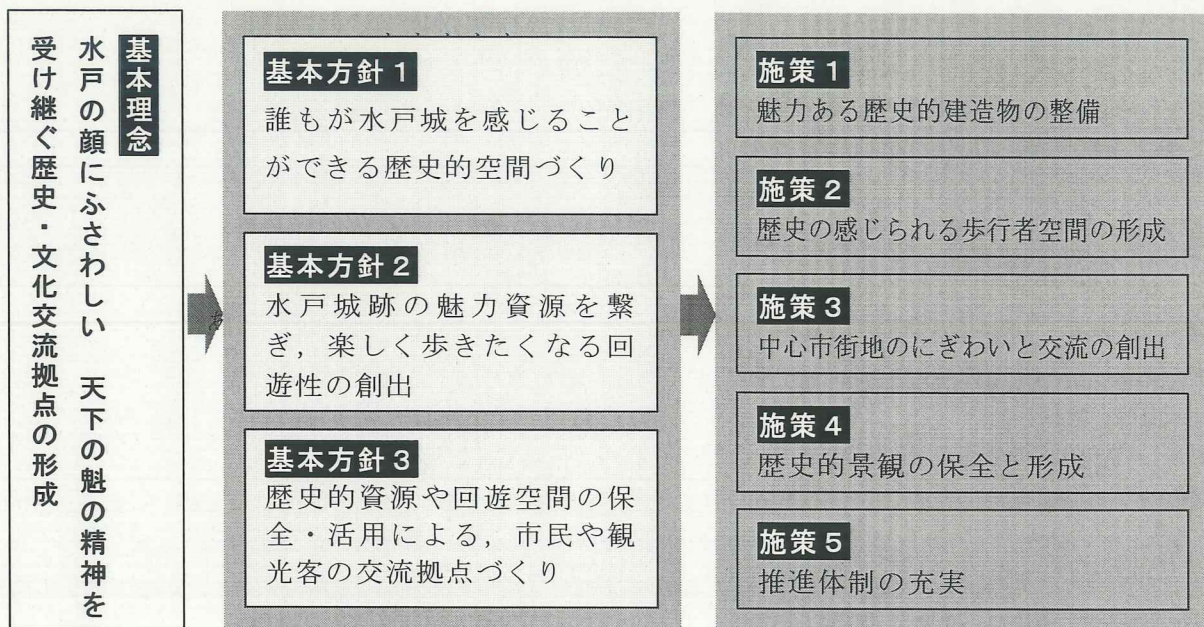 基本理念
水戸の顔にふさわしい　天下の魁の精神を
受け継ぐ歴史・文化交流拠点の形成
基本方針1
誰もが水戸城を感じること
ができる歴史的空間づくり
基本方針2
水戸城跡の魅力資源を繋
ぎ，楽しく歩きたくなる回
遊性の創出
基本方針3
歴史的資源や回遊空間の保
全・活用による，市民や観
光客の交流拠点づくり
施策1
魅力ある歴史的建造物の整備
施策2
歴史の感じられる歩行者空間の形成
施策3
中心市街地のにぎわいと交流の創出
施策4
歴史的景観の保全と形成
施策5
推進体制の充実